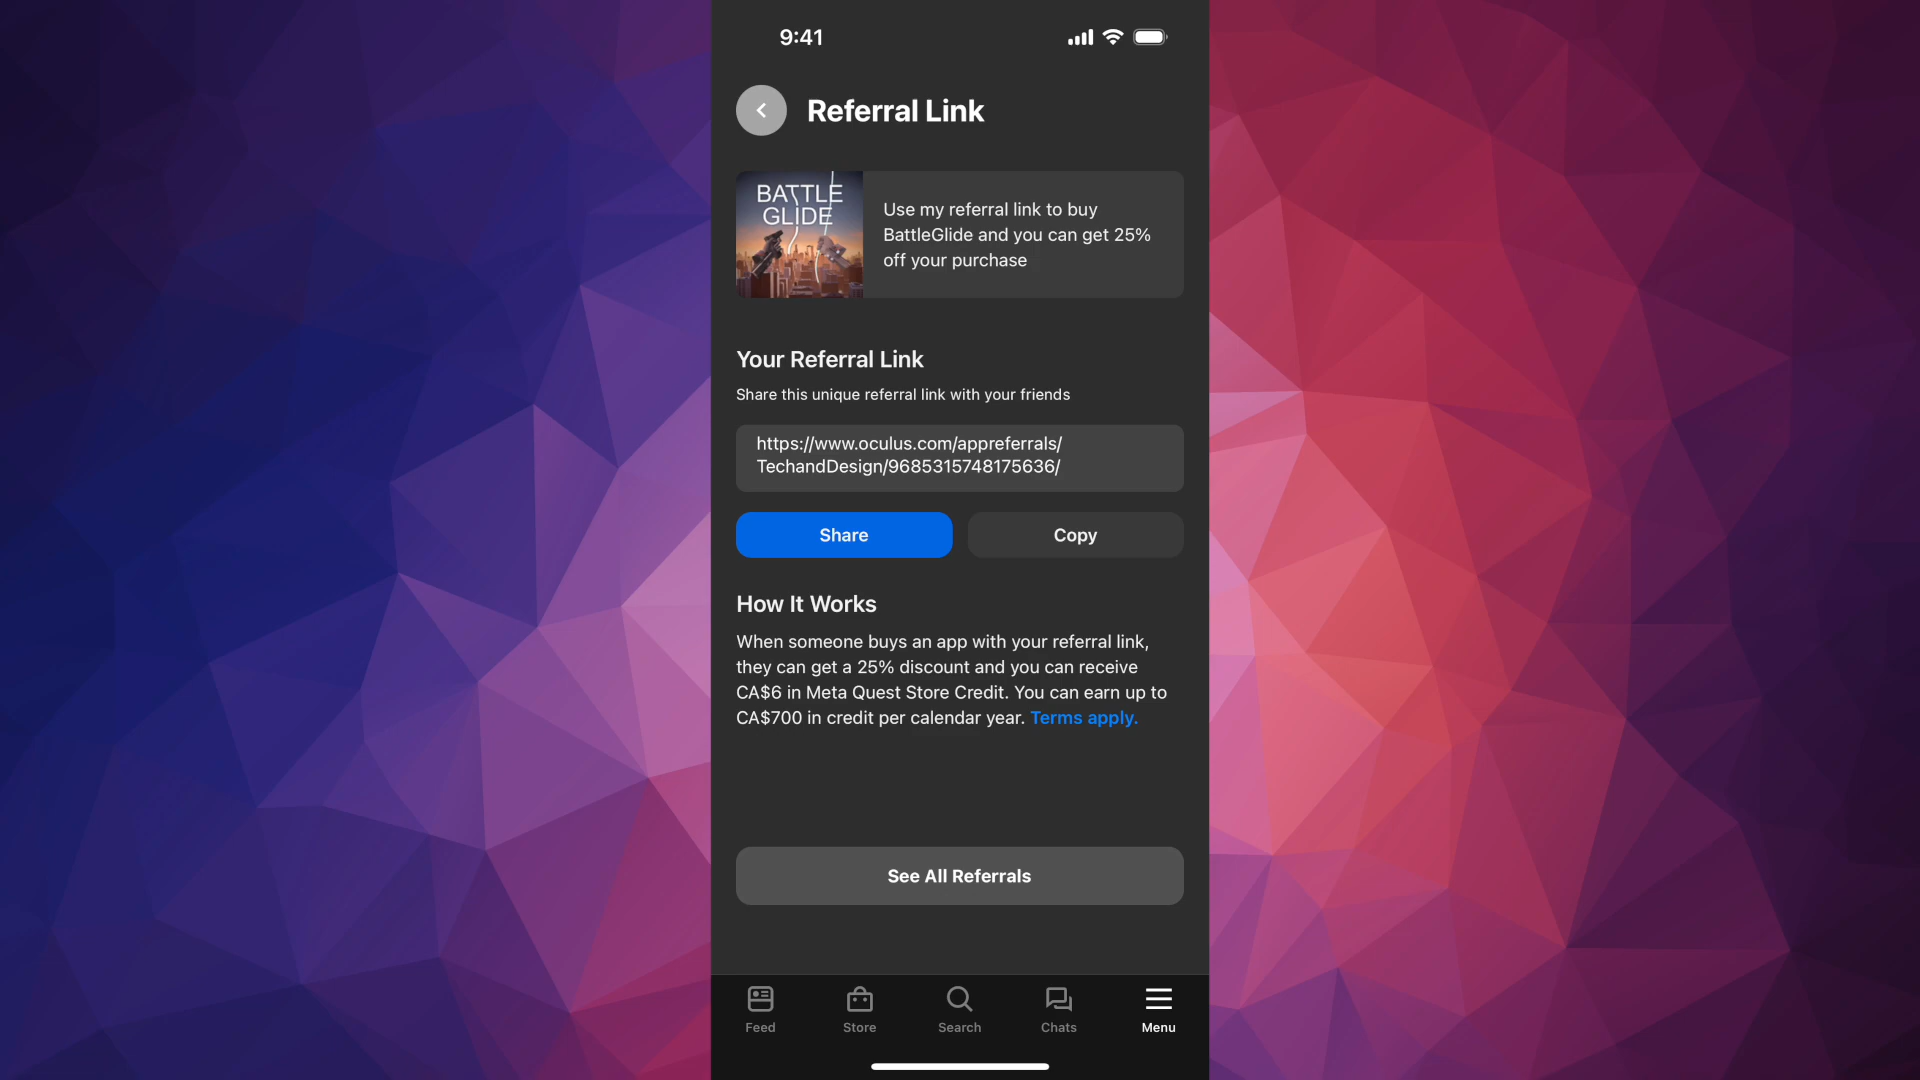 9:41
Referral Link
BATTLE
GLIDE
Use my referral link to buy
BattleGlide and you can get 25%
off your purchase
Your Referral Link
Share this unique referral link with your friends
https://www.oculus.com/appreferrals/
TechandDesign/9685315748175636/
Share
Copy
How It Works
When someone buys an app with your referral link,
they can get a 25% discount and you can receive
CA$6 in Meta Quest Store Credit. You can earn up to
CA$700 in credit per calendar year. Terms apply.
See All Referrals
Feed
Store
Search
Chats
Menu